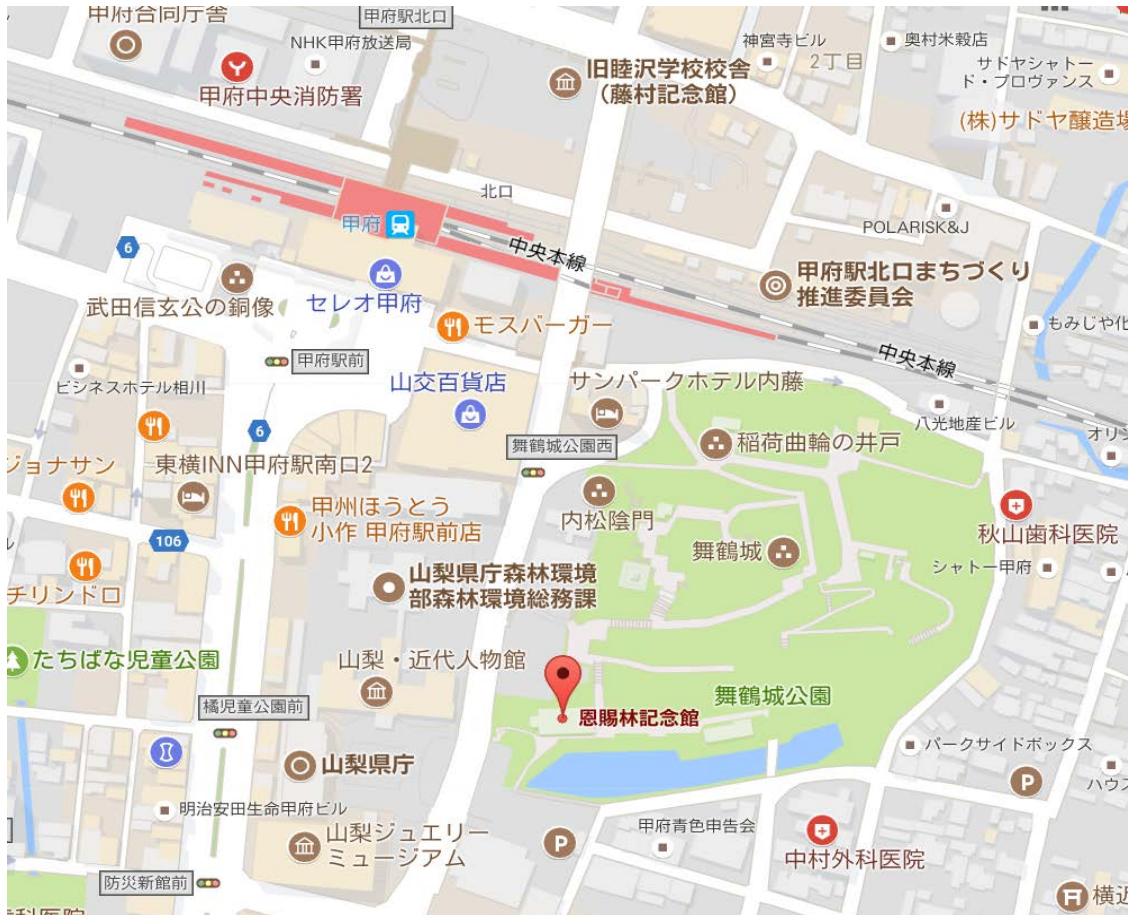 甲府合同庁舎
甲府駅北口
NHK甲府放送局
甲府中央消防署
旧睦沢学校校舎
(藤村記念館)
神宮寺ビル
2丁目
奥村米穀店
サドヤシャトー
ド・プロヴァンス
(株)サドヤ醸造場
北口
甲府
中央本線
POLARISK&J
6
武田信玄公の銅像
セレオ甲府
甲府駅北口まちづくり
推進委員会
モスバーガー
もみじや化
甲府駅前
ビジネスホテル相川
山交百貨店
サンパークホテル内藤
中央本線
八光地産ビル
オリン
6
舞鶴城公園西
稲荷曲輪の井戸
ジョナサン
東横INN甲府駅南口2
甲州ほうとう
小作 甲府駅前店
内松陰門
舞鶴城
秋山歯科医院
シャトー甲府
106
チリンドロ
山梨県庁森林環境
部森林環境総務課
たちばな児童公園
山梨・近代人物館
舞鶴城公園
恩賜林記念館
橘児童公園前
パークサイドボックス
P
ハウス
山梨県庁
明治安田生命甲府ビル
山梨ジュエリー
ミュージアム
P
甲府青色申告会
中村外科医院
防災新館前
横近
歯科医院